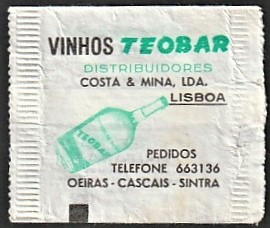 VINHOS TEOBAR
DISTRIBUIDORES
COSTA & MINA, LDA.
LISBOA
TEOBAR
PEDIDOS
TELEFONE 663136
OEIRAS - CASCAIS - SINTRA